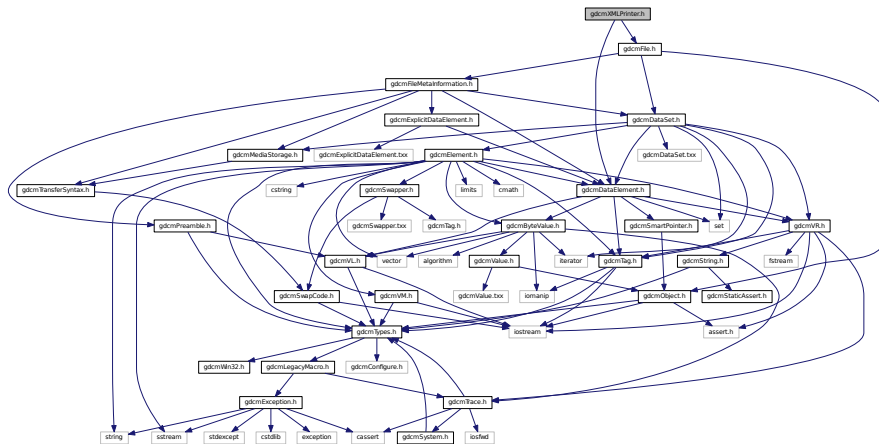 gdcmXMLPrinter.h
gdcmFile.h
gdcmFileMetaInformation.h
gdcmExplicitDataElement.h
gdcmDataSet.h
gdcmMediaStorage.h
gdcmExplicitDataElement.txx
gdcmElement.h
gdcmDataSet.txx
gdcmTransferSyntax.h
cstring
gdcmSwapper.h
limits
cmath
gdcmDataElement.h
gdcmPreamble.h
gdcmSwapper.txx
gdcmTag.h
gdcmByteValue.h
gdcmSmartPointer.h
set
gdcmVR.h
gdcmVL.h
vector
algorithm
gdcmValue.h
iterator
gdcmTag.h
gdcmString.h
fstream
gdcmSwapCode.h
gdcmVM.h
gdcmValue.txx
iomanip
gdcmObject.h
gdcmStaticAssert.h
gdcmTypes.h
iostream
assert.h
gdcmWin32.h
gdcmLegacyMacro.h
gdcmConfigure.h
gdcmException.h
gdcmTrace.h
string
sstream
stdexcept
cstdlib
exception
cassert
gdcmSystem.h
iosfwd